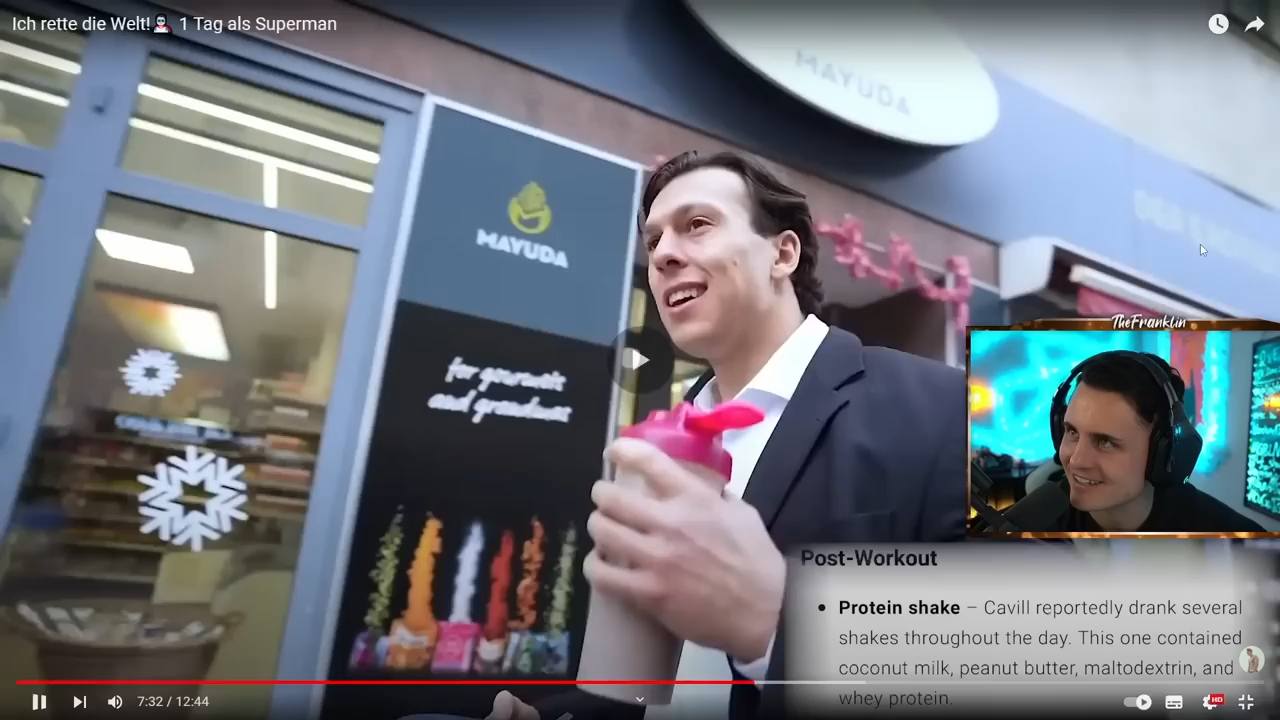 Ich rette die Welt! 1 Tag als Superman
MAYUDA
MAYUDA
for gourmets
and grandmas
TheFranklin
Post-Workout
• Protein shake – Cavill reportedly drank several
shakes throughout the day. This one contained
coconut milk, peanut butter, maltodextrin, and
whey protein.
7:32 / 12:44
HD